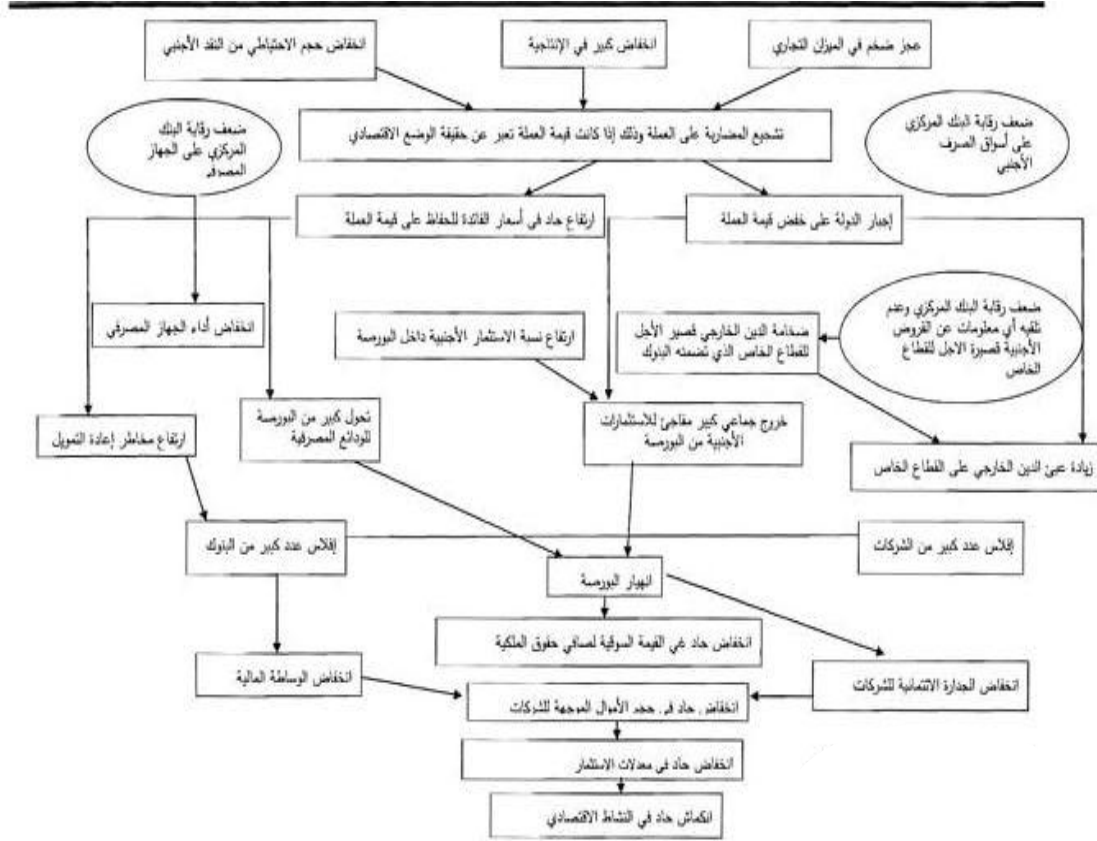 عجز ضخم في الميزان التجاري
انخفاض كبير في الإنتاجية
انخفاض حجم الاحتياطي من النقد الأجنبي
ضعف رقابة البنك المركزي
على أسواق الصرف
الأجنبي
تشجيع المضاربة على العملة وذلك إذا كانت قيمة العملة تعبر عن حقيقة الوضع الاقتصادي
ضعف رقابة البنك
المركزي على الجهاز
المصرفي
إجبار الدولة على خفض قيمة العملة
ارتفاع حاد في أسعار الفائدة للحفاظ على قيمة العملة
ضعف رقابة البنك المركزي وعدم
تلقيه أي معلومات عن القروض
الأجنبية قصيرة الاجل للقطاع
الخاص
ضخامة الدين الخارجي قصير الأجل
للقطاع الخاص الذي تضمنه البنوك
ارتفاع نسبة الاستثمار الأجنبية داخل البورصة
انخفاض أداء الجهاز المصرفي
زيادة عبئ الدين الخارجي على القطاع الخاص
خروج جماعي كبير مفاجئ للاستثمارات
الأجنبية من البورصة
تحول كبير من البورصة
للودائع المصرفية
ارتفاع مخاطر إعادة التمويل
إفلاس عدد كبير من الشركات
إفلاس عدد كبير من البنوك
انهيار البورصة
انخفاض حاد غي القيمة السوقية لصافي حقوق الملكية
انخفاض الجدارة الائتمانية للشركات
انخفاض الوساطة المالية
انخفاض حاد في حجم الأموال الموجهة للشركات
انخفاض حاد في معدلات الاستثمار
انكماش حاد في النشاط الاقتصادي